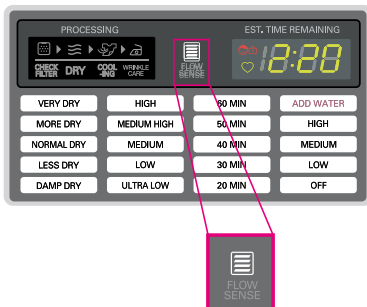 PROCESSING
EST. TIME REMAINING
CHECK FILTER
DRY
COOL -ING
WRINKLE CARE
FLOW SENSE
2:20
VERY DRY
HIGH
60 MIN
ADD WATER
MORE DRY
MEDIUM HIGH
50 MIN
HIGH
NORMAL DRY
MEDIUM
40 MIN
MEDIUM
LESS DRY
LOW
30 MIN
LOW
DAMP DRY
ULTRA LOW
20 MIN
OFF
FLOW
SENSE